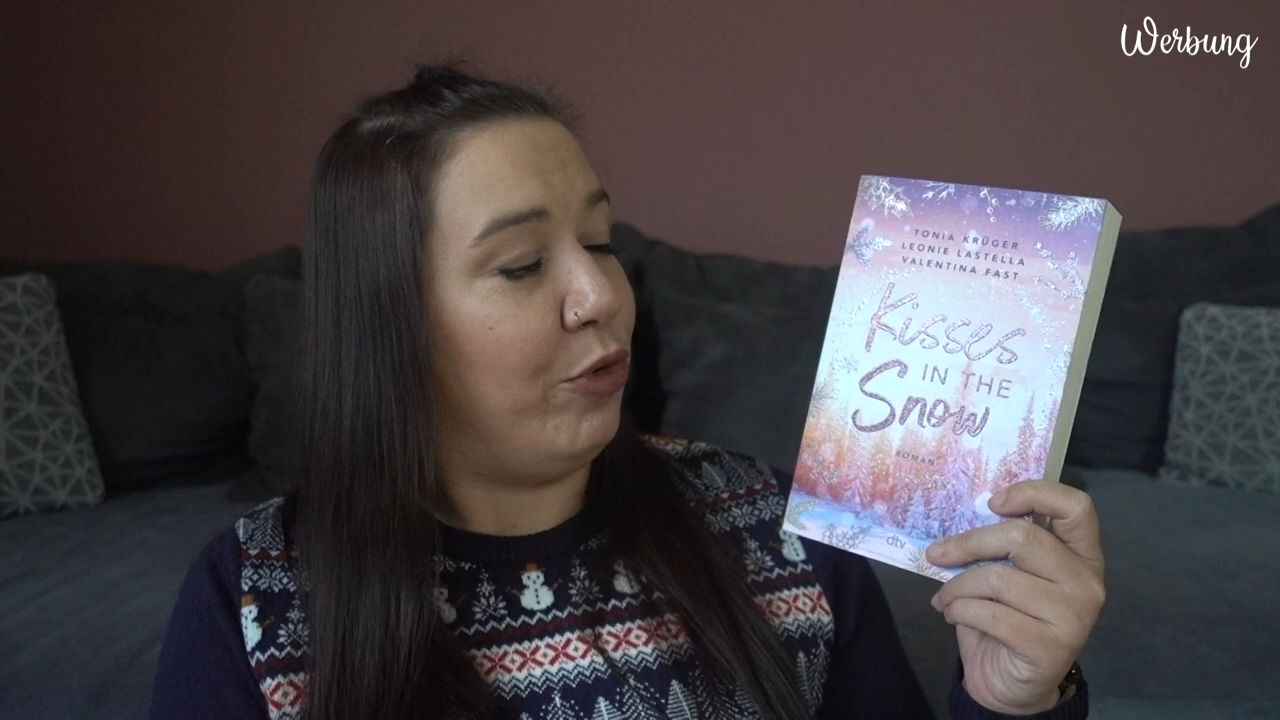 Werbung
TONIA KRÜGER
LEONIE LASTELLA
VALENTINA FAST
Kisses
IN THE
Snow
ROMAN
dtv